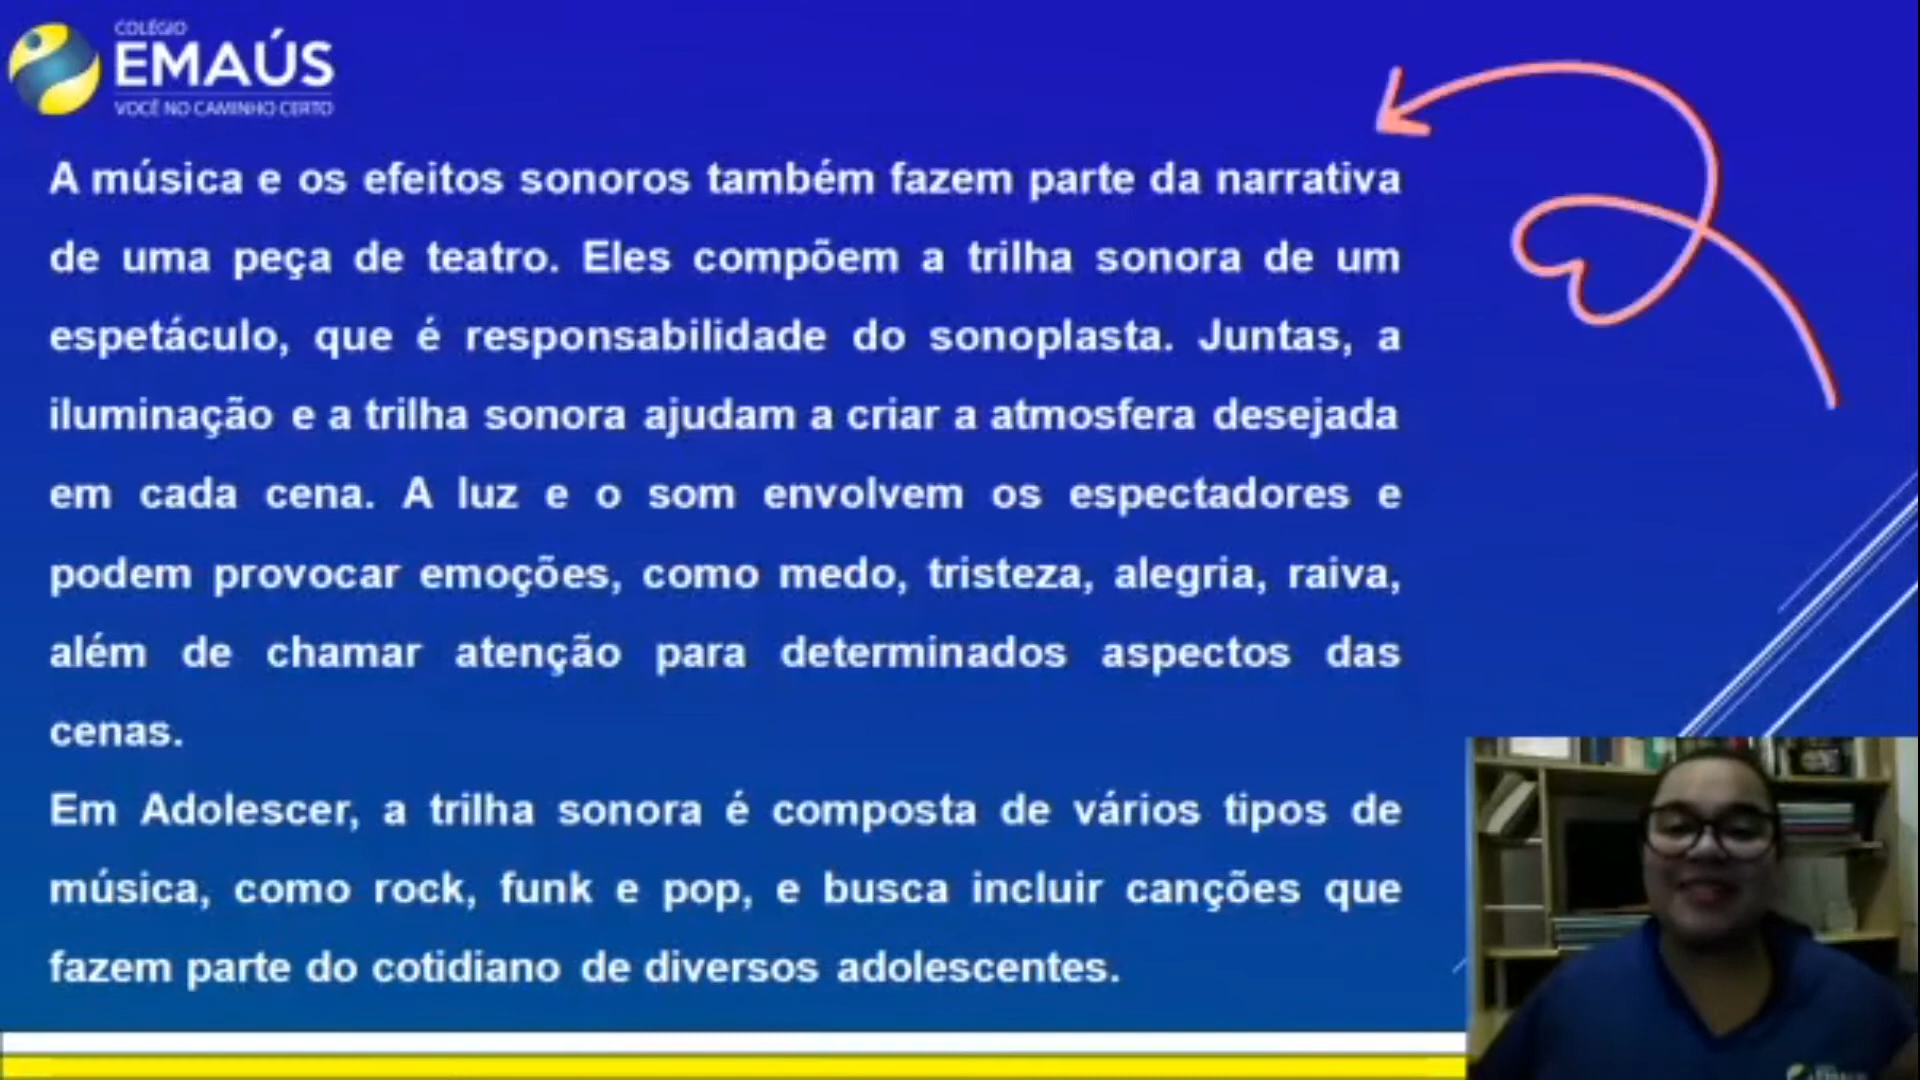 COLÉGIO
EMAÚS
VOCÊ NO CAMINHO CERTO
A música e os efeitos sonoros também fazem parte da narrativa
de uma peça de teatro. Eles compõem a trilha sonora de um
espetáculo, que é responsabilidade do sonoplasta. Juntas, a
iluminação e a trilha sonora ajudam a criar a atmosfera desejada
em cada cena. A luz e o som envolvem os espectadores e
podem provocar emoções, como medo, tristeza, alegria, raiva,
além de chamar atenção para determinados aspectos das
cenas.
Em Adolescer, a trilha sonora é composta de vários tipos de
música, como rock, funk e pop, e busca incluir canções que
fazem parte do cotidiano de diversos adolescentes.